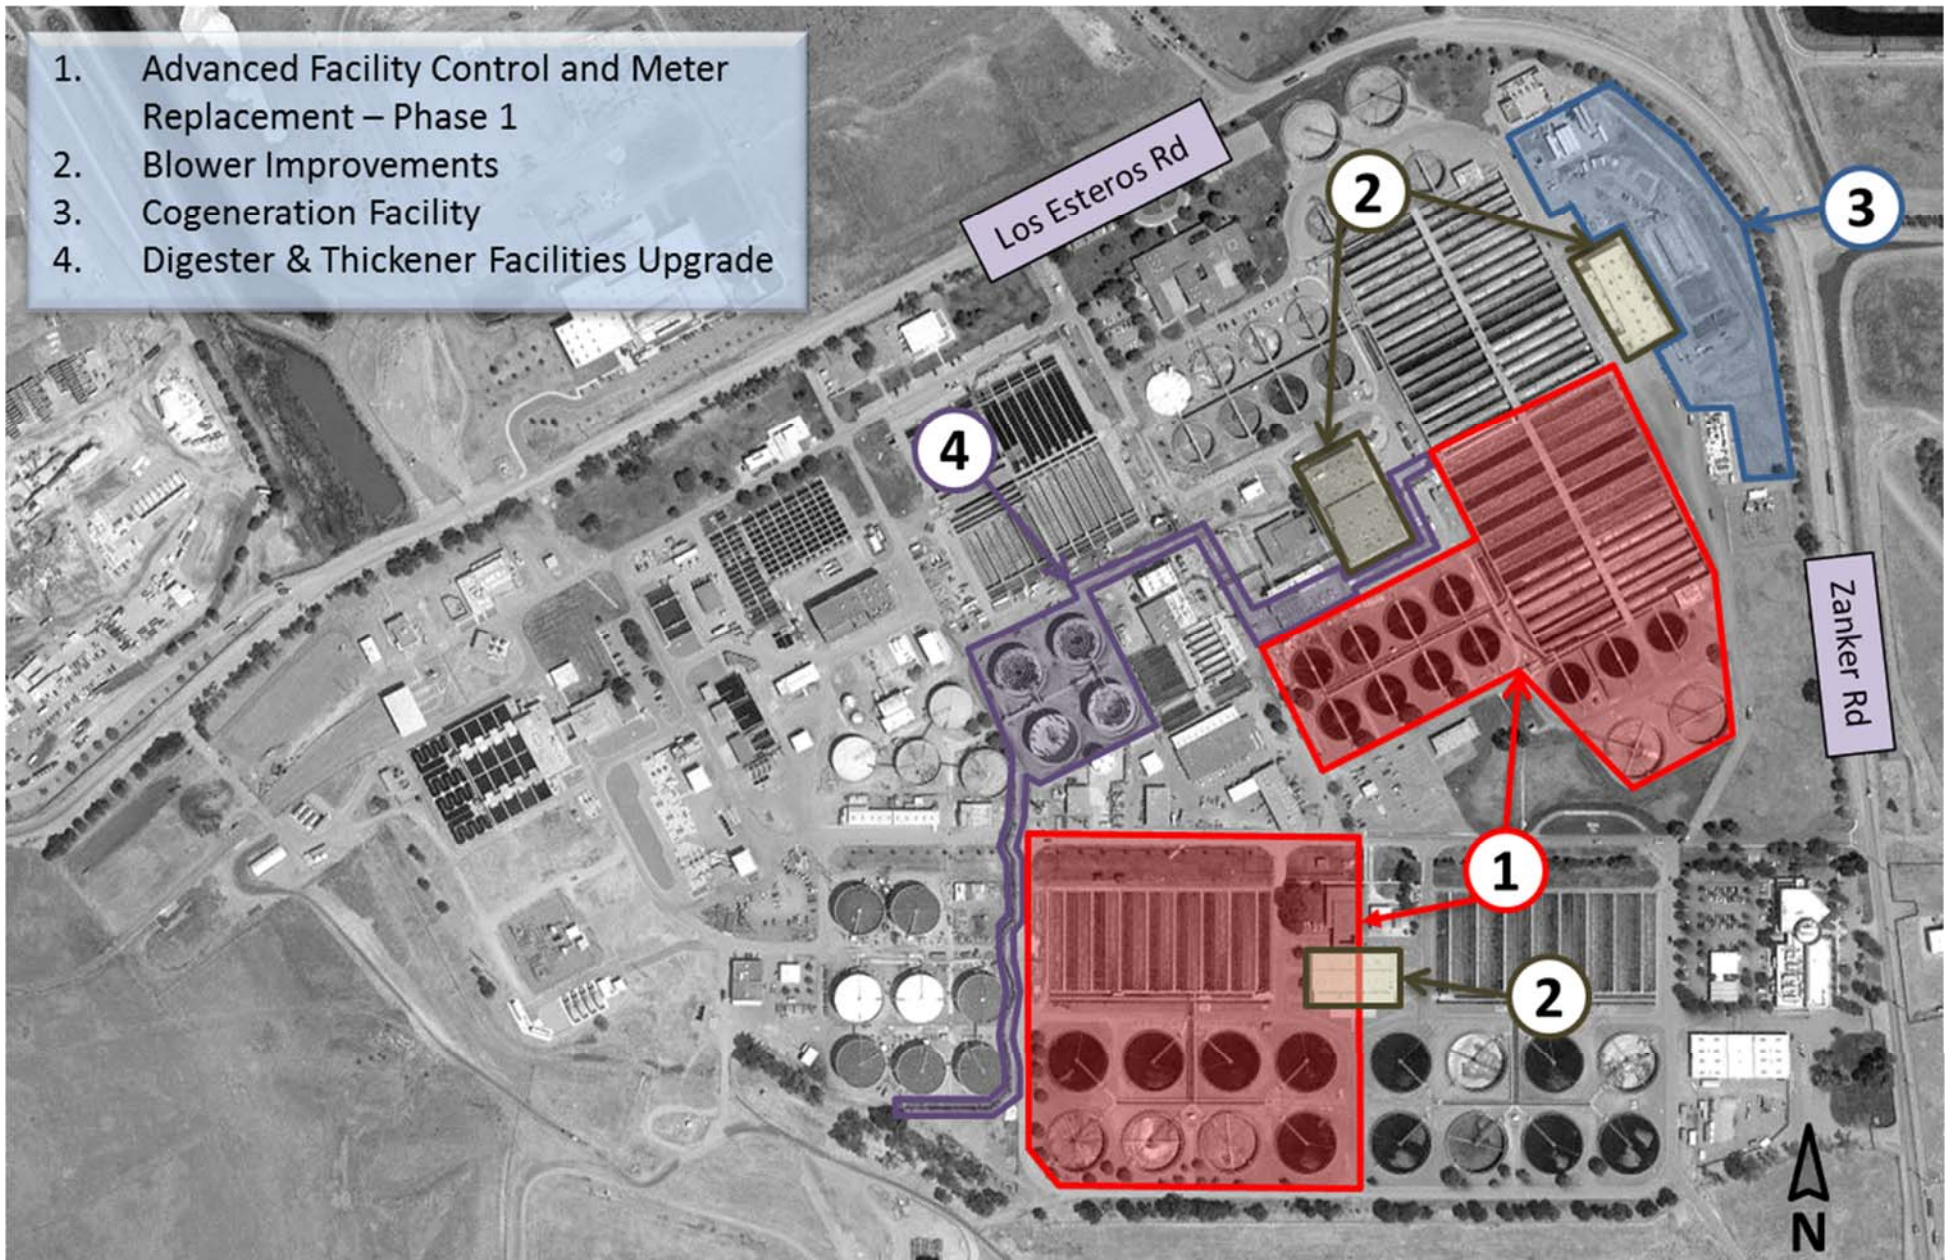 1. Advanced Facility Control and Meter
Replacement – Phase 1
2. Blower Improvements
3. Cogeneration Facility
4. Digester & Thickener Facilities Upgrade
Los Esteros Rd
2
3
4
Zanker Rd
1
2
N